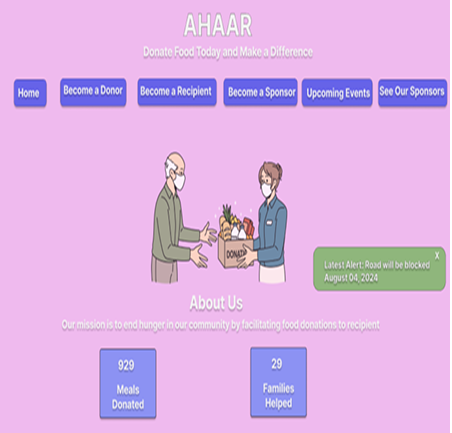 AHAAR
Donate Food Today and Make a Difference
Home
Become a Donor
Become a Recipient
Become a Sponsor
Upcoming Events
See Our Sponsors
DONATE
X
Latest Alert: Road will be blocked
August 04, 2024
About Us
Our mission is to end hunger in our community by facilitating food donations to recipient
929
Meals
Donated
29
Families
Helped